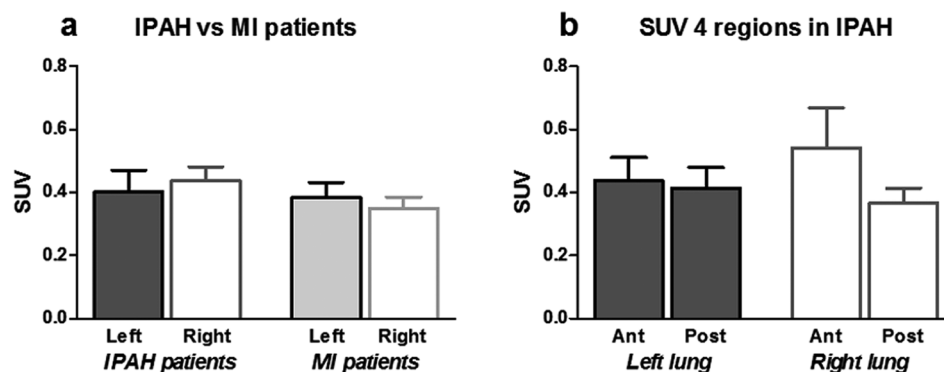 a IPAH vs MI patients
0.8
0.6
0.4
0.2
0.0
SUV
Left Right Left Right
IPAH patients MI patients
b SUV 4 regions in IPAH
0.8
0.6
0.4
0.2
0.0
SUV
Ant Post Ant Post
Left lung Right lung